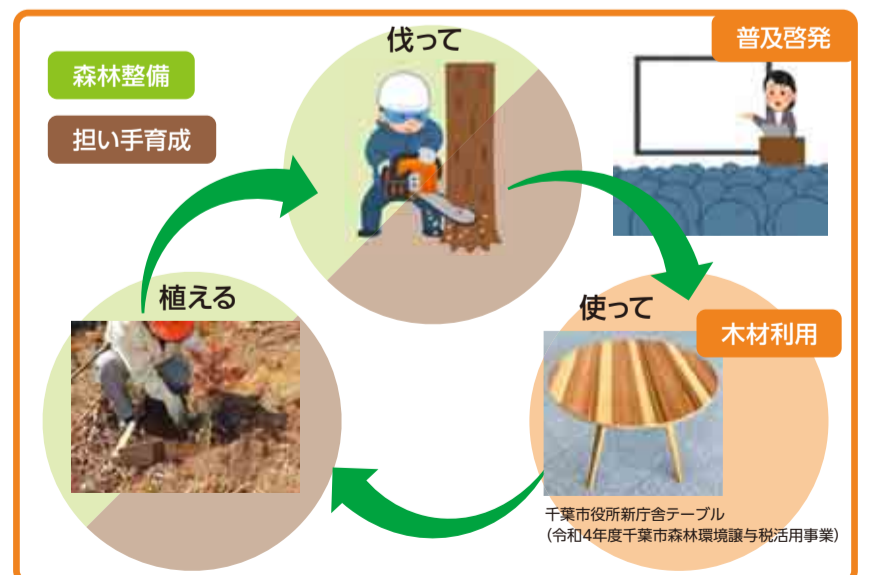 伐って
普及啓発
森林整備
担い手育成
植える
使って
木材利用
千葉市役所新庁舎テーブル
（令和4年度千葉市森林環境譲与税活用事業）